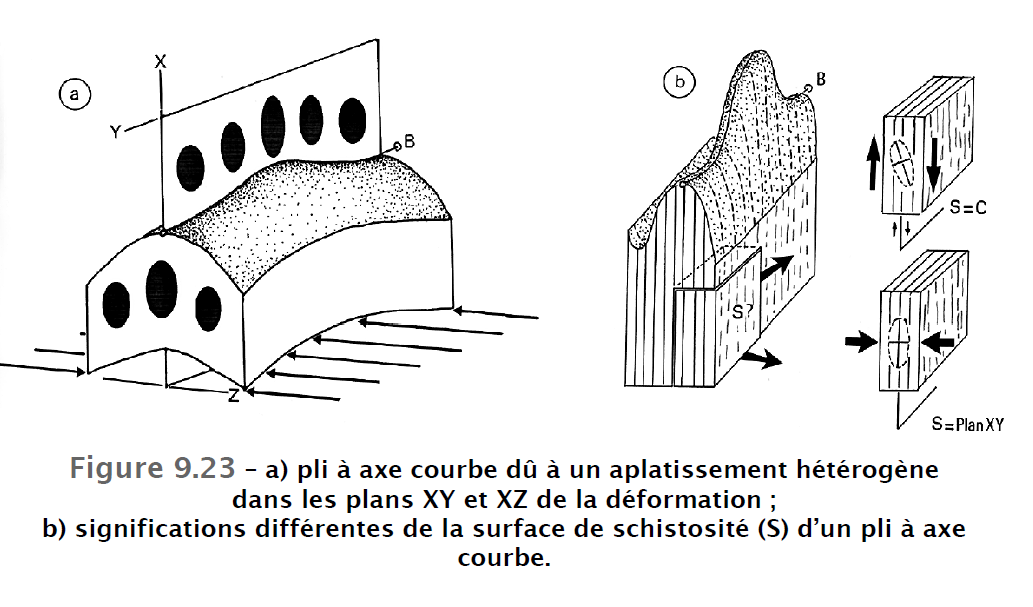 a
X
Y
B
Z
b
B
S?
S=C
S=Plan XY
Figure 9.23 – a) pli à axe courbe dû à un aplatissement hétérogène
dans les plans XY et XZ de la déformation ;
b) significations différentes de la surface de schistosité (S) d’un pli à axe
courbe.